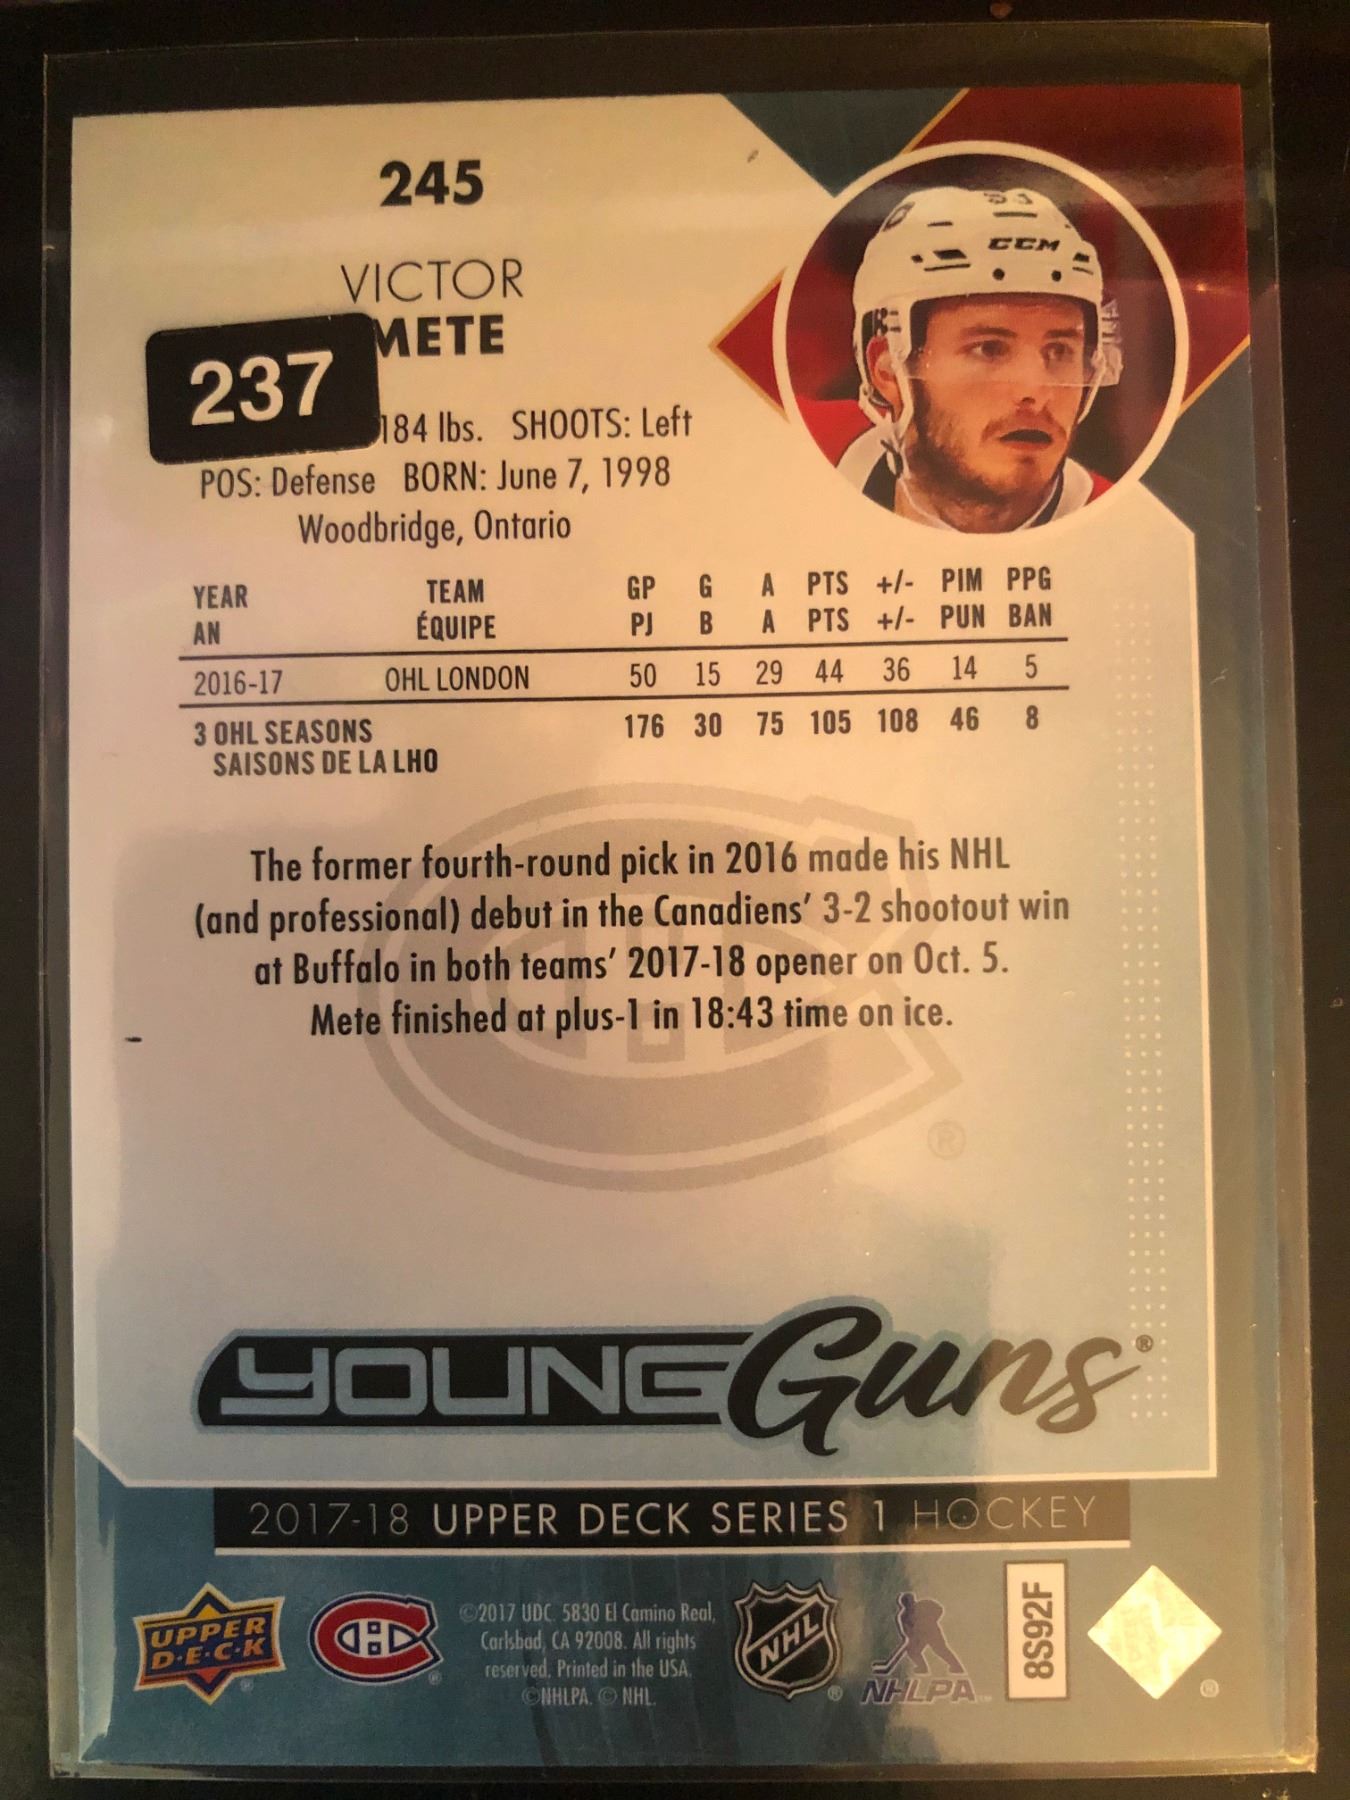 245
VICTOR
METE
237
184 lbs. SHOOTS: Left
POS: Defense BORN: June 7, 1998
Woodbridge, Ontario
YEAR TEAM GP G A PTS +/- PIM PPG
AN ÉQUIPE PJ B A PTS +/- PUN BAN
2016-17 OHL LONDON 50 15 29 44 36 14 5
3 OHL SEASONS 176 30 75 105 108 46 8
SAISONS DE LA LHO
The former fourth-round pick in 2016 made his NHL
(and professional) debut in the Canadiens' 3-2 shootout win
at Buffalo in both teams' 2017-18 opener on Oct. 5.
Mete finished at plus-1 in 18:43 time on ice.
®
YOUNG Guns®
2017-18 UPPER DECK SERIES 1 HOCKEY
UPPER
D·E·C·K
®
CH
®
©2017 UDC. 5830 El Camino Real,
Carlsbad, CA 92008. All rights
reserved. Printed in the USA.
©NHLPA. © NHL.
NHL
®
NHLPA
8S92F
®
CCM